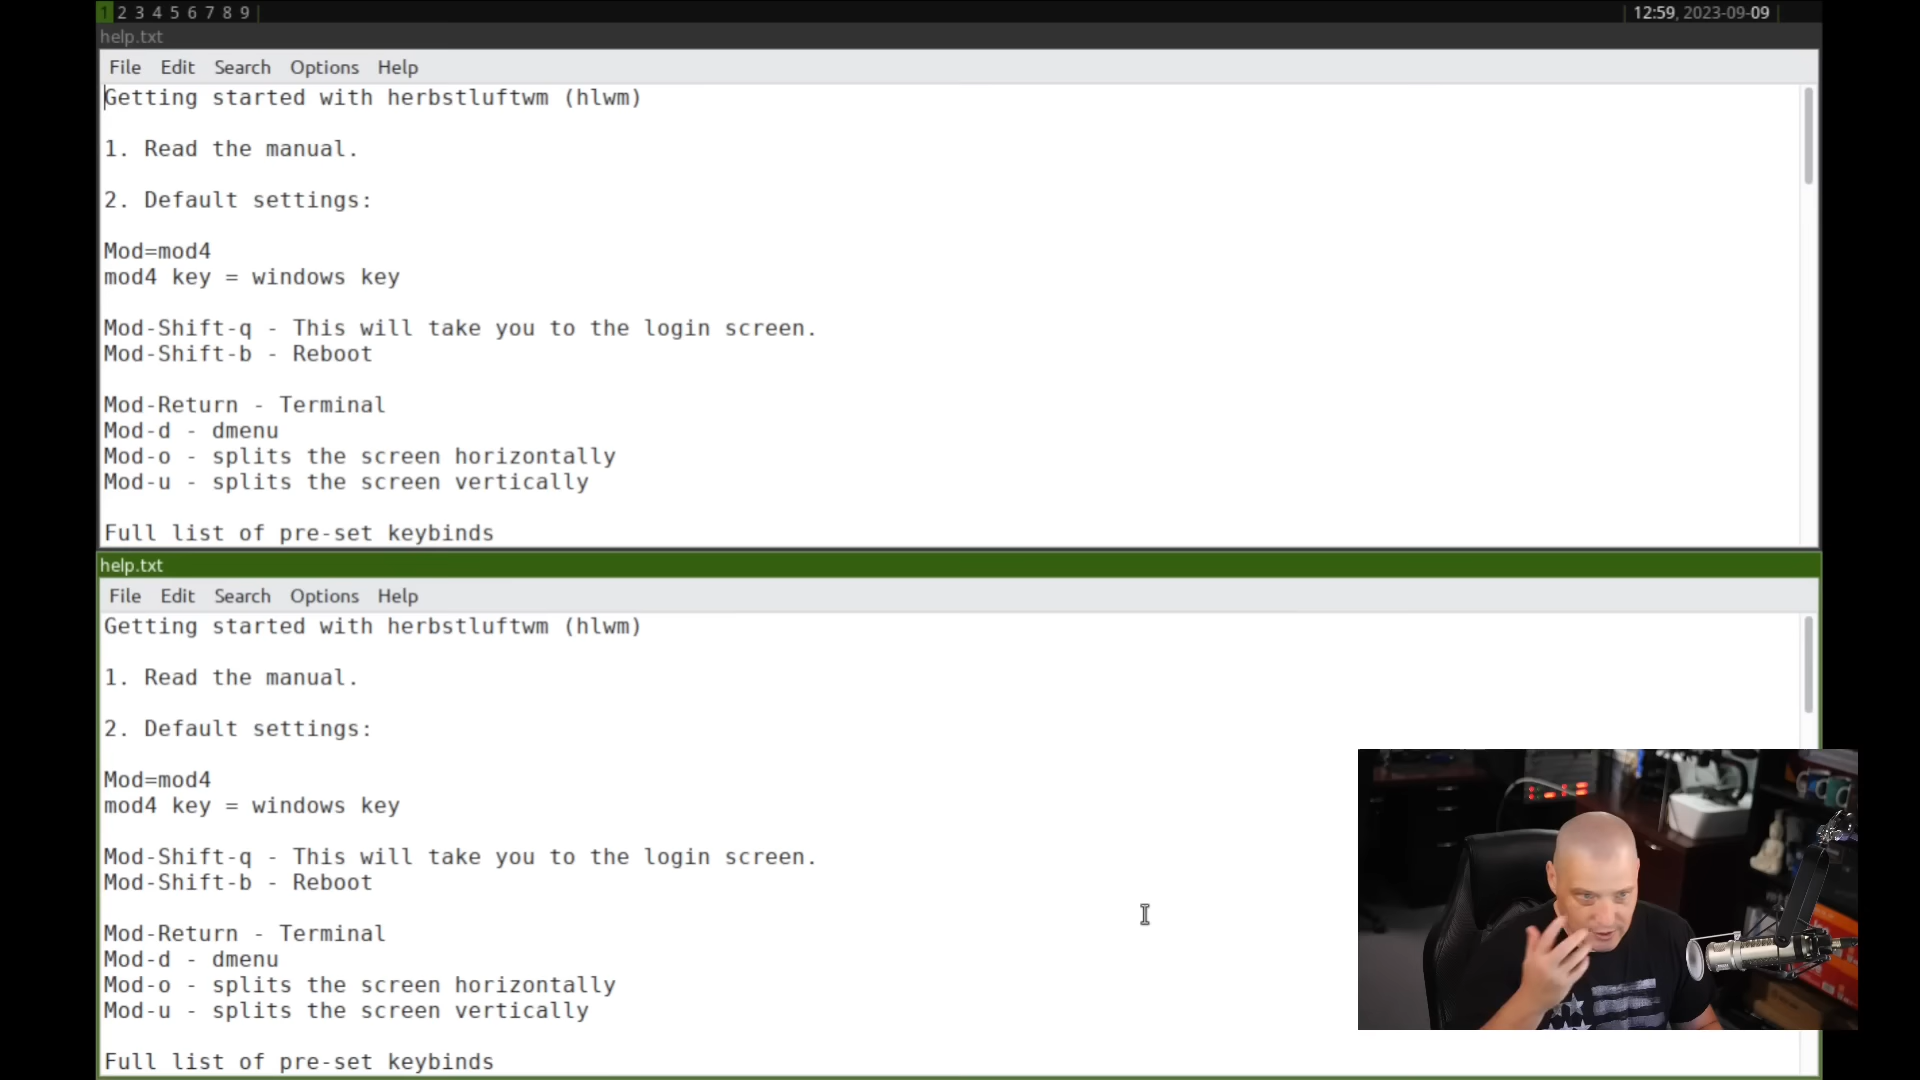 1 2 3 4 5 6 7 8 9
12:59, 2023-09-09
help.txt
File Edit Search Options Help
Getting started with herbstluftwm (hlwm)
1. Read the manual.
2. Default settings:
Mod=mod4
mod4 key = windows key
Mod-Shift-q - This will take you to the login screen.
Mod-Shift-b - Reboot
Mod-Return - Terminal
Mod-d - dmenu
Mod-o - splits the screen horizontally
Mod-u - splits the screen vertically
Full list of pre-set keybinds
help.txt
File Edit Search Options Help
Getting started with herbstluftwm (hlwm)
1. Read the manual.
2. Default settings:
Mod=mod4
mod4 key = windows key
Mod-Shift-q - This will take you to the login screen.
Mod-Shift-b - Reboot
Mod-Return - Terminal
Mod-d - dmenu
Mod-o - splits the screen horizontally
Mod-u - splits the screen vertically
Full list of pre-set keybinds